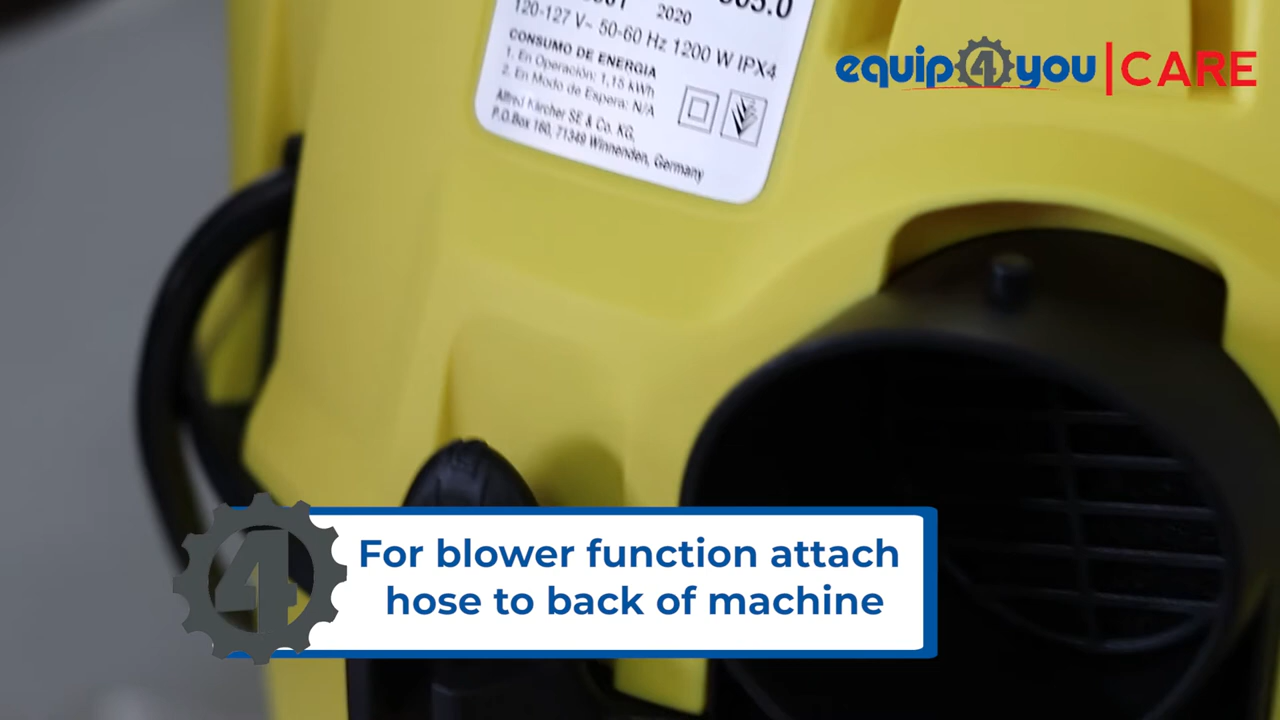 2020
120-127 V~ 50-60 Hz 1200 W IPX4
CONSUMO DE ENERGIA
1. En Operación: 1,15 kWh
2. En Modo de Espera: N/A
Alfred Kärcher SE & Co. KG,
P.O.Box 160, 71349 Winnenden, Germany
equip4you|CARE
4
For blower function attach
hose to back of machine